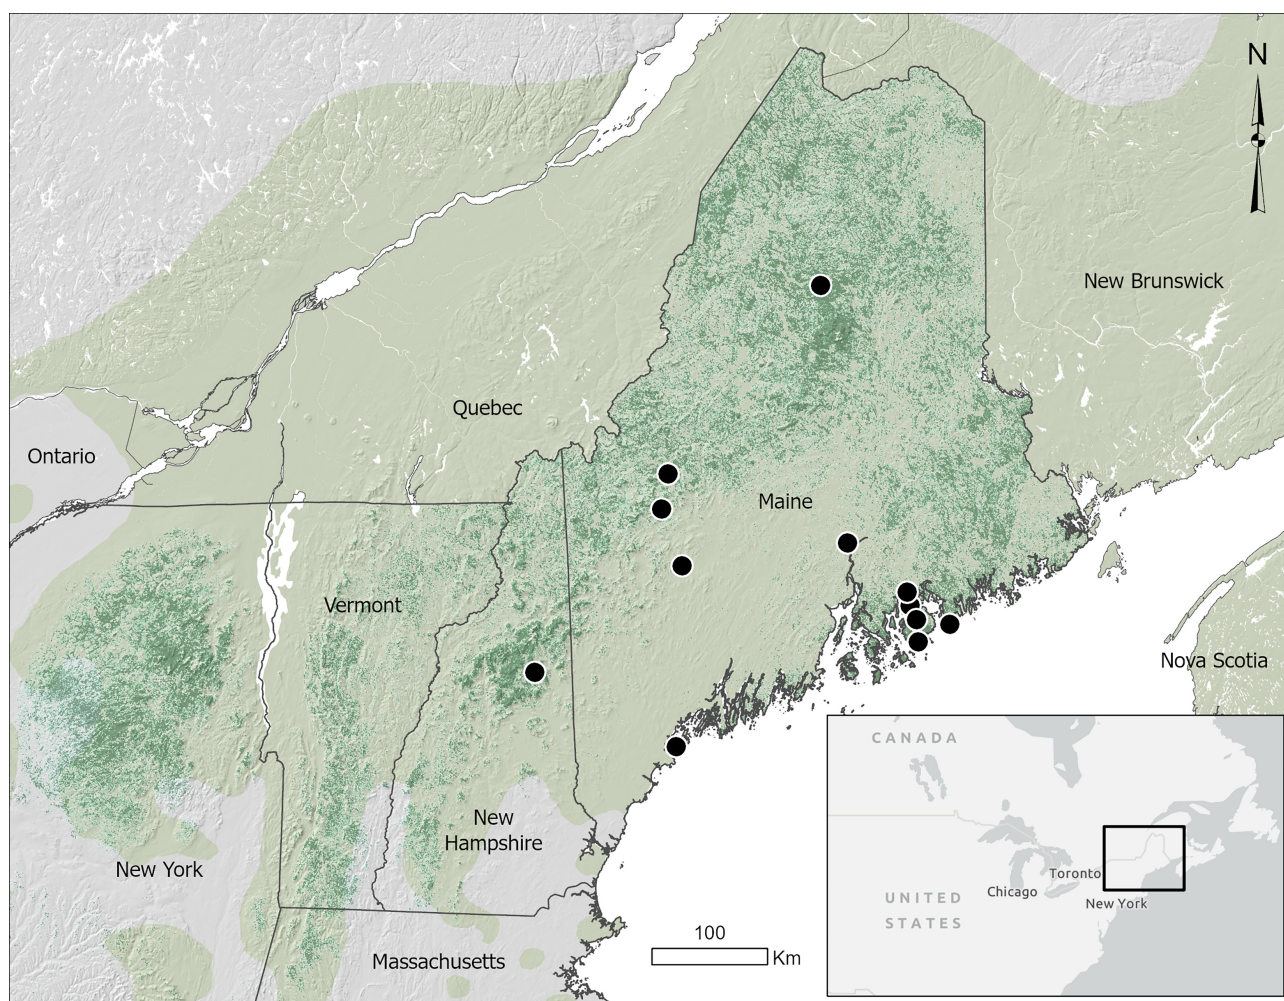 N
New Brunswick
Quebec
Ontario
Maine
Vermont
Nova Scotia
New
Hampshire
New York
Massachusetts
100
Km
CANADA
UNITED
STATES
Toronto
Chicago
New York